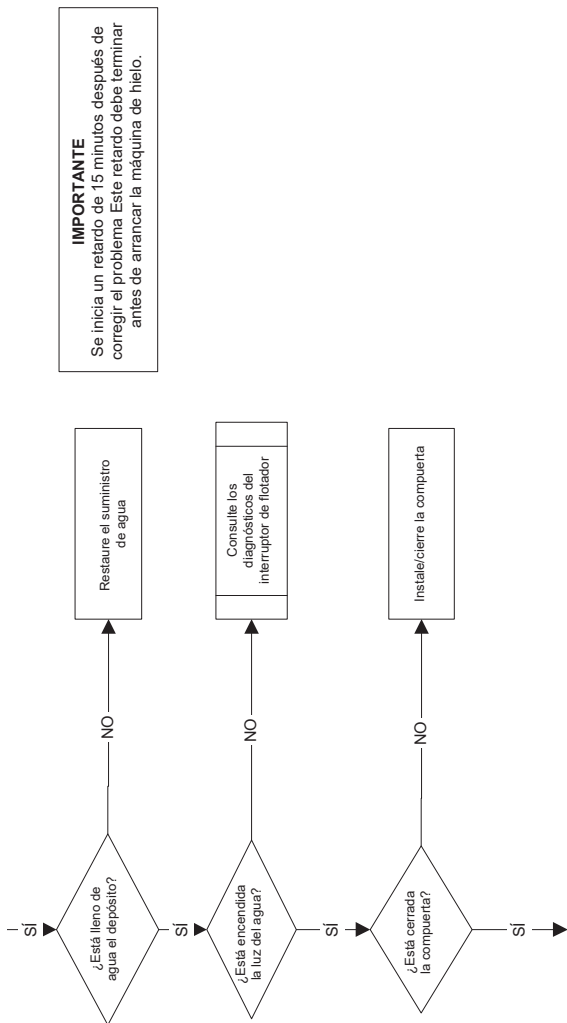 SÍ
¿Está lleno de
agua el depósito?
NO
Restaure el suministro
de agua
IMPORTANTE
Se inicia un retardo de 15 minutos después de
corregir el problema Este retardo debe terminar
antes de arrancar la máquina de hielo.
SÍ
¿Está encendida
la luz del agua?
NO
Consulte los
diagnósticos del
interruptor de flotador
SÍ
¿Está cerrada
la compuerta?
NO
Instale/cierre la compuerta
SÍ